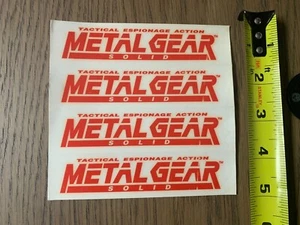 TACTICAL ESPIONAGE ACTION
METAL GEAR
SOLID
TACTICAL ESPIONAGE ACTION
METAL GEAR
SOLID
TACTICAL ESPIONAGE ACTION
METAL GEAR
SOLID
TACTICAL ESPIONAGE ACTION
METAL GEAR
SOLID
1
2
3
4
5